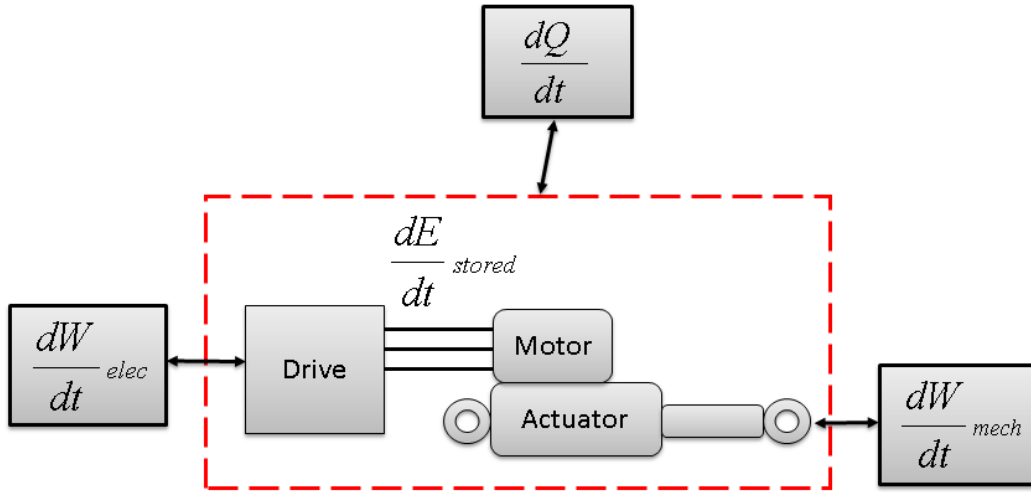 dQ
dt
dE
dt stored
dW
dt elec
Drive
Motor
Actuator
dW
dt mech